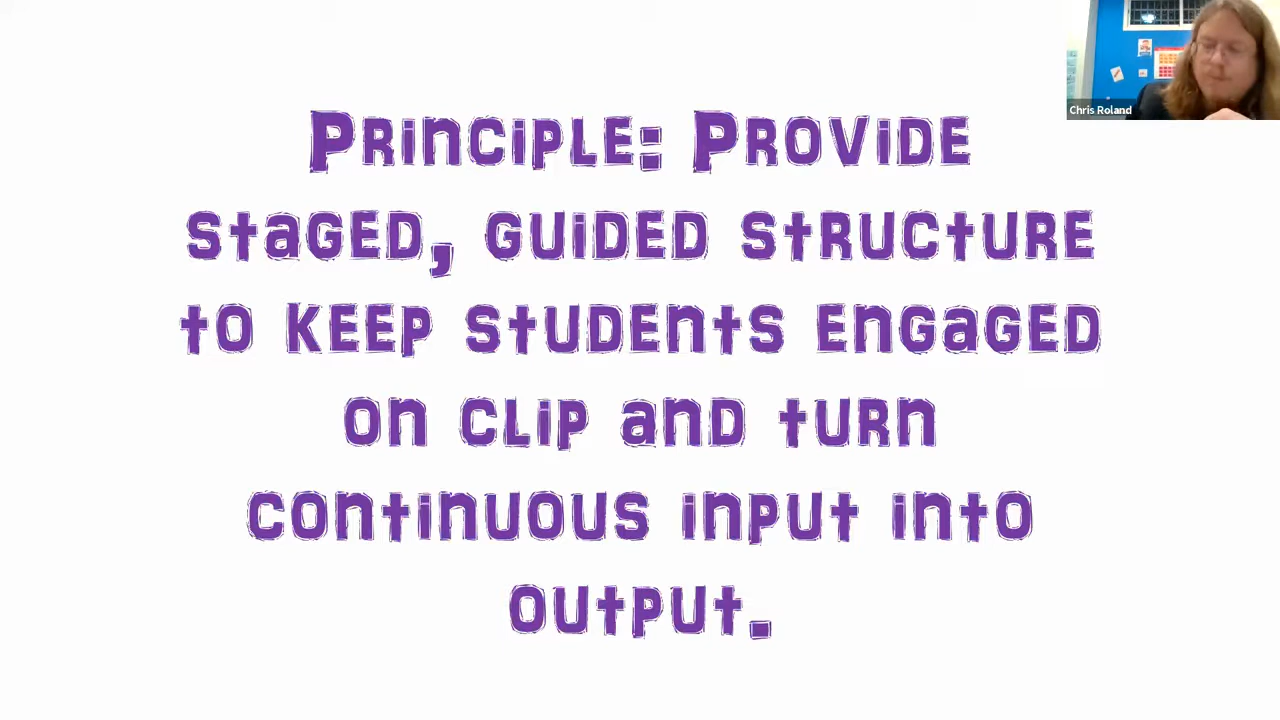 Chris Roland
Principle: Provide
staged, guided structure
to keep students engaged
on clip and turn
continuous input into
output.